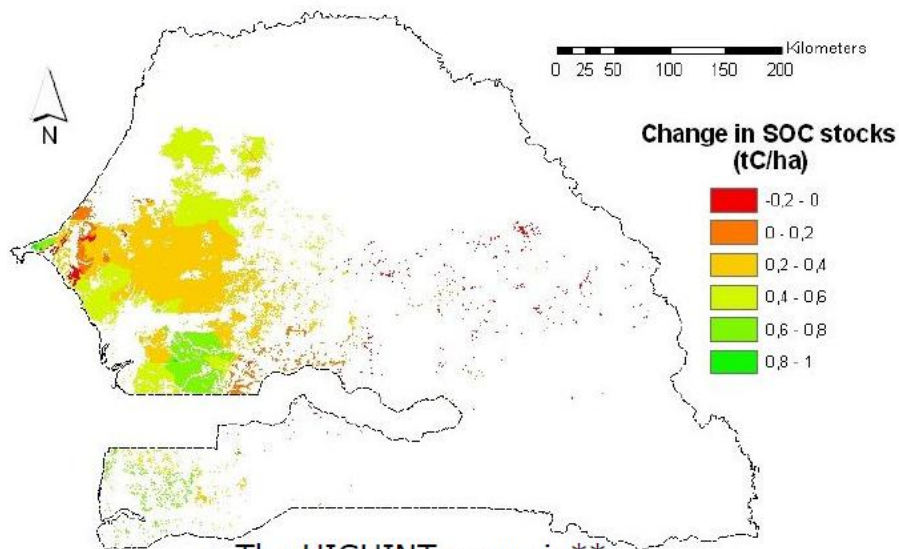 Kilometers
0 25 50 100 150 200
N
Change in SOC stocks
(tC/ha)
-0,2 - 0
0 - 0,2
0,2 - 0,4
0,4 - 0,6
0,6 - 0,8
0,8 - 1